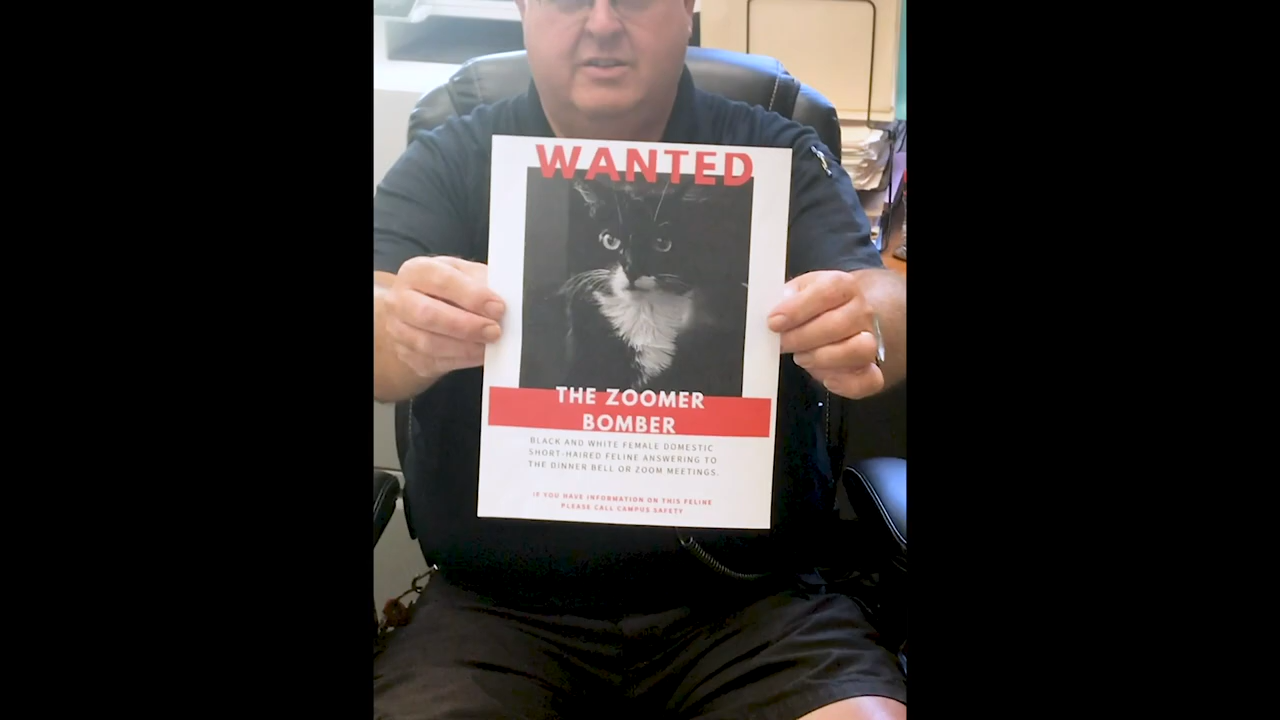 WANTED
THE ZOOMER
BOMBER
BLACK AND WHITE FEMALE DOMESTIC
SHORT-HAIRED FELINE ANSWERING TO
THE DINNER BELL OR ZOOM MEETINGS.
IF YOU HAVE INFORMATION ON THIS FELINE
PLEASE CALL CAMPUS SAFETY